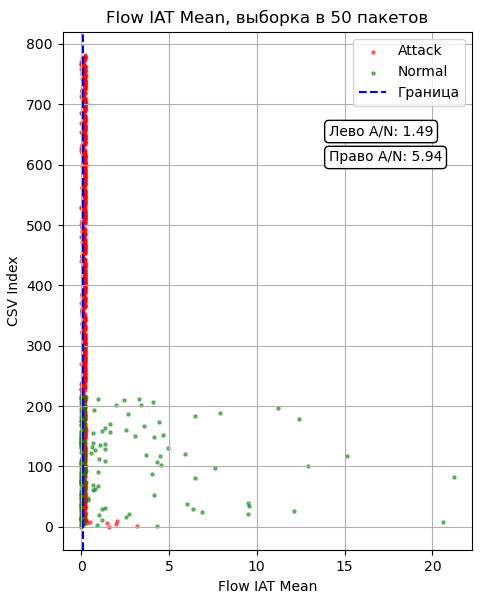 Flow IAT Mean, выборка в 50 пакетов
Attack
Normal
Граница
Лево A/N: 1.49
Право A/N: 5.94
CSV Index
800
700
600
500
400
300
200
100
0
0 5 10 15 20
Flow IAT Mean